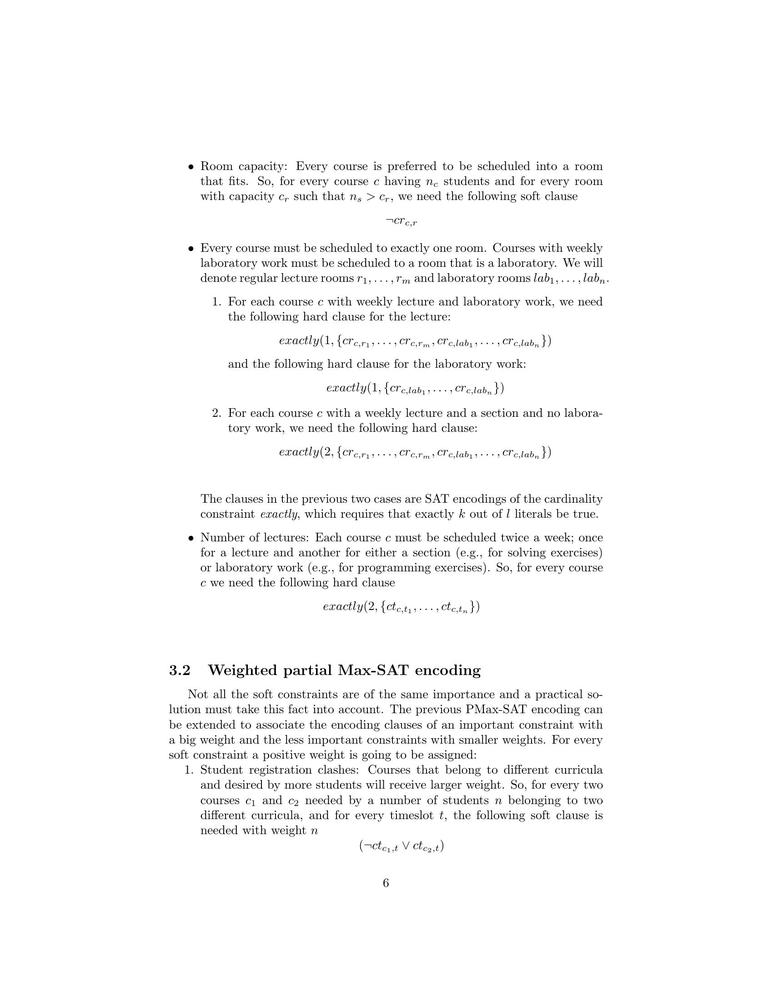 • Room capacity: Every course is preferred to be scheduled into a room
that fits. So, for every course c having n_c students and for every room
with capacity c_r such that n_s > c_r, we need the following soft clause
¬cr_{c,r}
• Every course must be scheduled to exactly one room. Courses with weekly
laboratory work must be scheduled to a room that is a laboratory. We will
denote regular lecture rooms r_1, . . . , r_m and laboratory rooms lab_1, . . . , lab_n.
1. For each course c with weekly lecture and laboratory work, we need
the following hard clause for the lecture:
exactly(1, {cr_{c,r_1}, . . . , cr_{c,r_m}, cr_{c,lab_1}, . . . , cr_{c,lab_n}})
and the following hard clause for the laboratory work:
exactly(1, {cr_{c,lab_1}, . . . , cr_{c,lab_n}})
2. For each course c with a weekly lecture and a section and no labora-
tory work, we need the following hard clause:
exactly(2, {cr_{c,r_1}, . . . , cr_{c,r_m}, cr_{c,lab_1}, . . . , cr_{c,lab_n}})
The clauses in the previous two cases are SAT encodings of the cardinality
constraint exactly, which requires that exactly k out of l literals be true.
• Number of lectures: Each course c must be scheduled twice a week; once
for a lecture and another for either a section (e.g., for solving exercises)
or laboratory work (e.g., for programming exercises). So, for every course
c we need the following hard clause
exactly(2, {ct_{c,t_1}, . . . , ct_{c,t_n}})
3.2 Weighted partial Max-SAT encoding
Not all the soft constraints are of the same importance and a practical so-
lution must take this fact into account. The previous PMax-SAT encoding can
be extended to associate the encoding clauses of an important constraint with
a big weight and the less important constraints with smaller weights. For every
soft constraint a positive weight is going to be assigned:
1. Student registration clashes: Courses that belong to different curricula
and desired by more students will receive larger weight. So, for every two
courses c_1 and c_2 needed by a number of students n belonging to two
different curricula, and for every timeslot t, the following soft clause is
needed with weight n
(¬ct_{c_1,t} ∨ ct_{c_2,t})
6